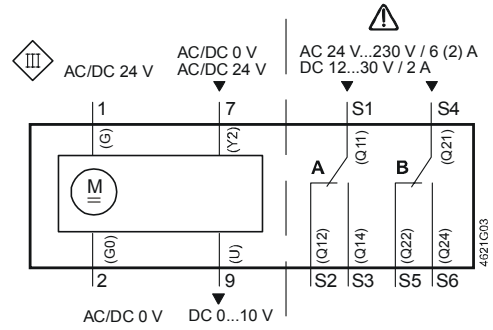 III
AC/DC 24 V
AC/DC 0 V
AC/DC 24 V
AC 24 V...230 V / 6 (2) A
DC 12...30 V / 2 A
1
7
S1
S4
(G)
(Y2)
(Q11)
(Q21)
A
B
M
(G0)
(U)
(Q12)
(Q14)
(Q22)
(Q24)
2
9
S2
S3
S5
S6
AC/DC 0 V
DC 0...10 V
4621G03